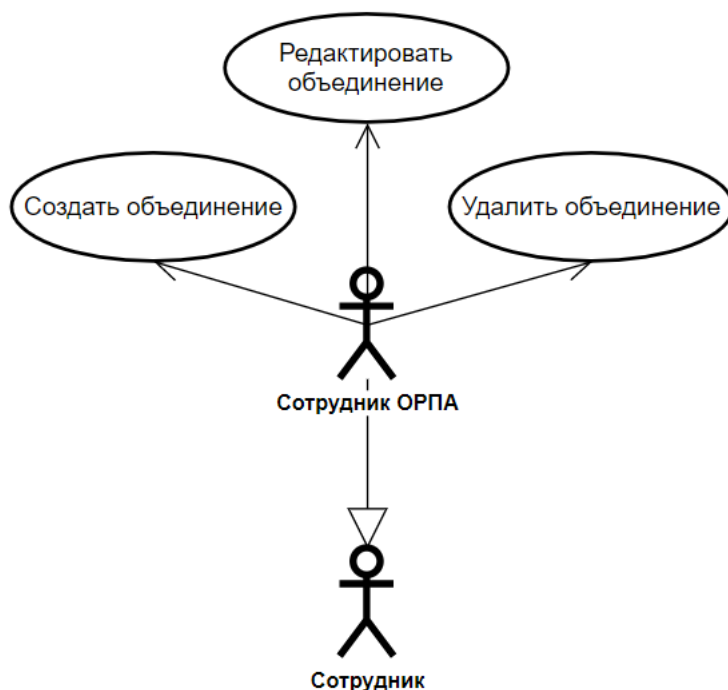 Редактировать
объединение
Создать объединение
Удалить объединение
Сотрудник ОРПА
Сотрудник